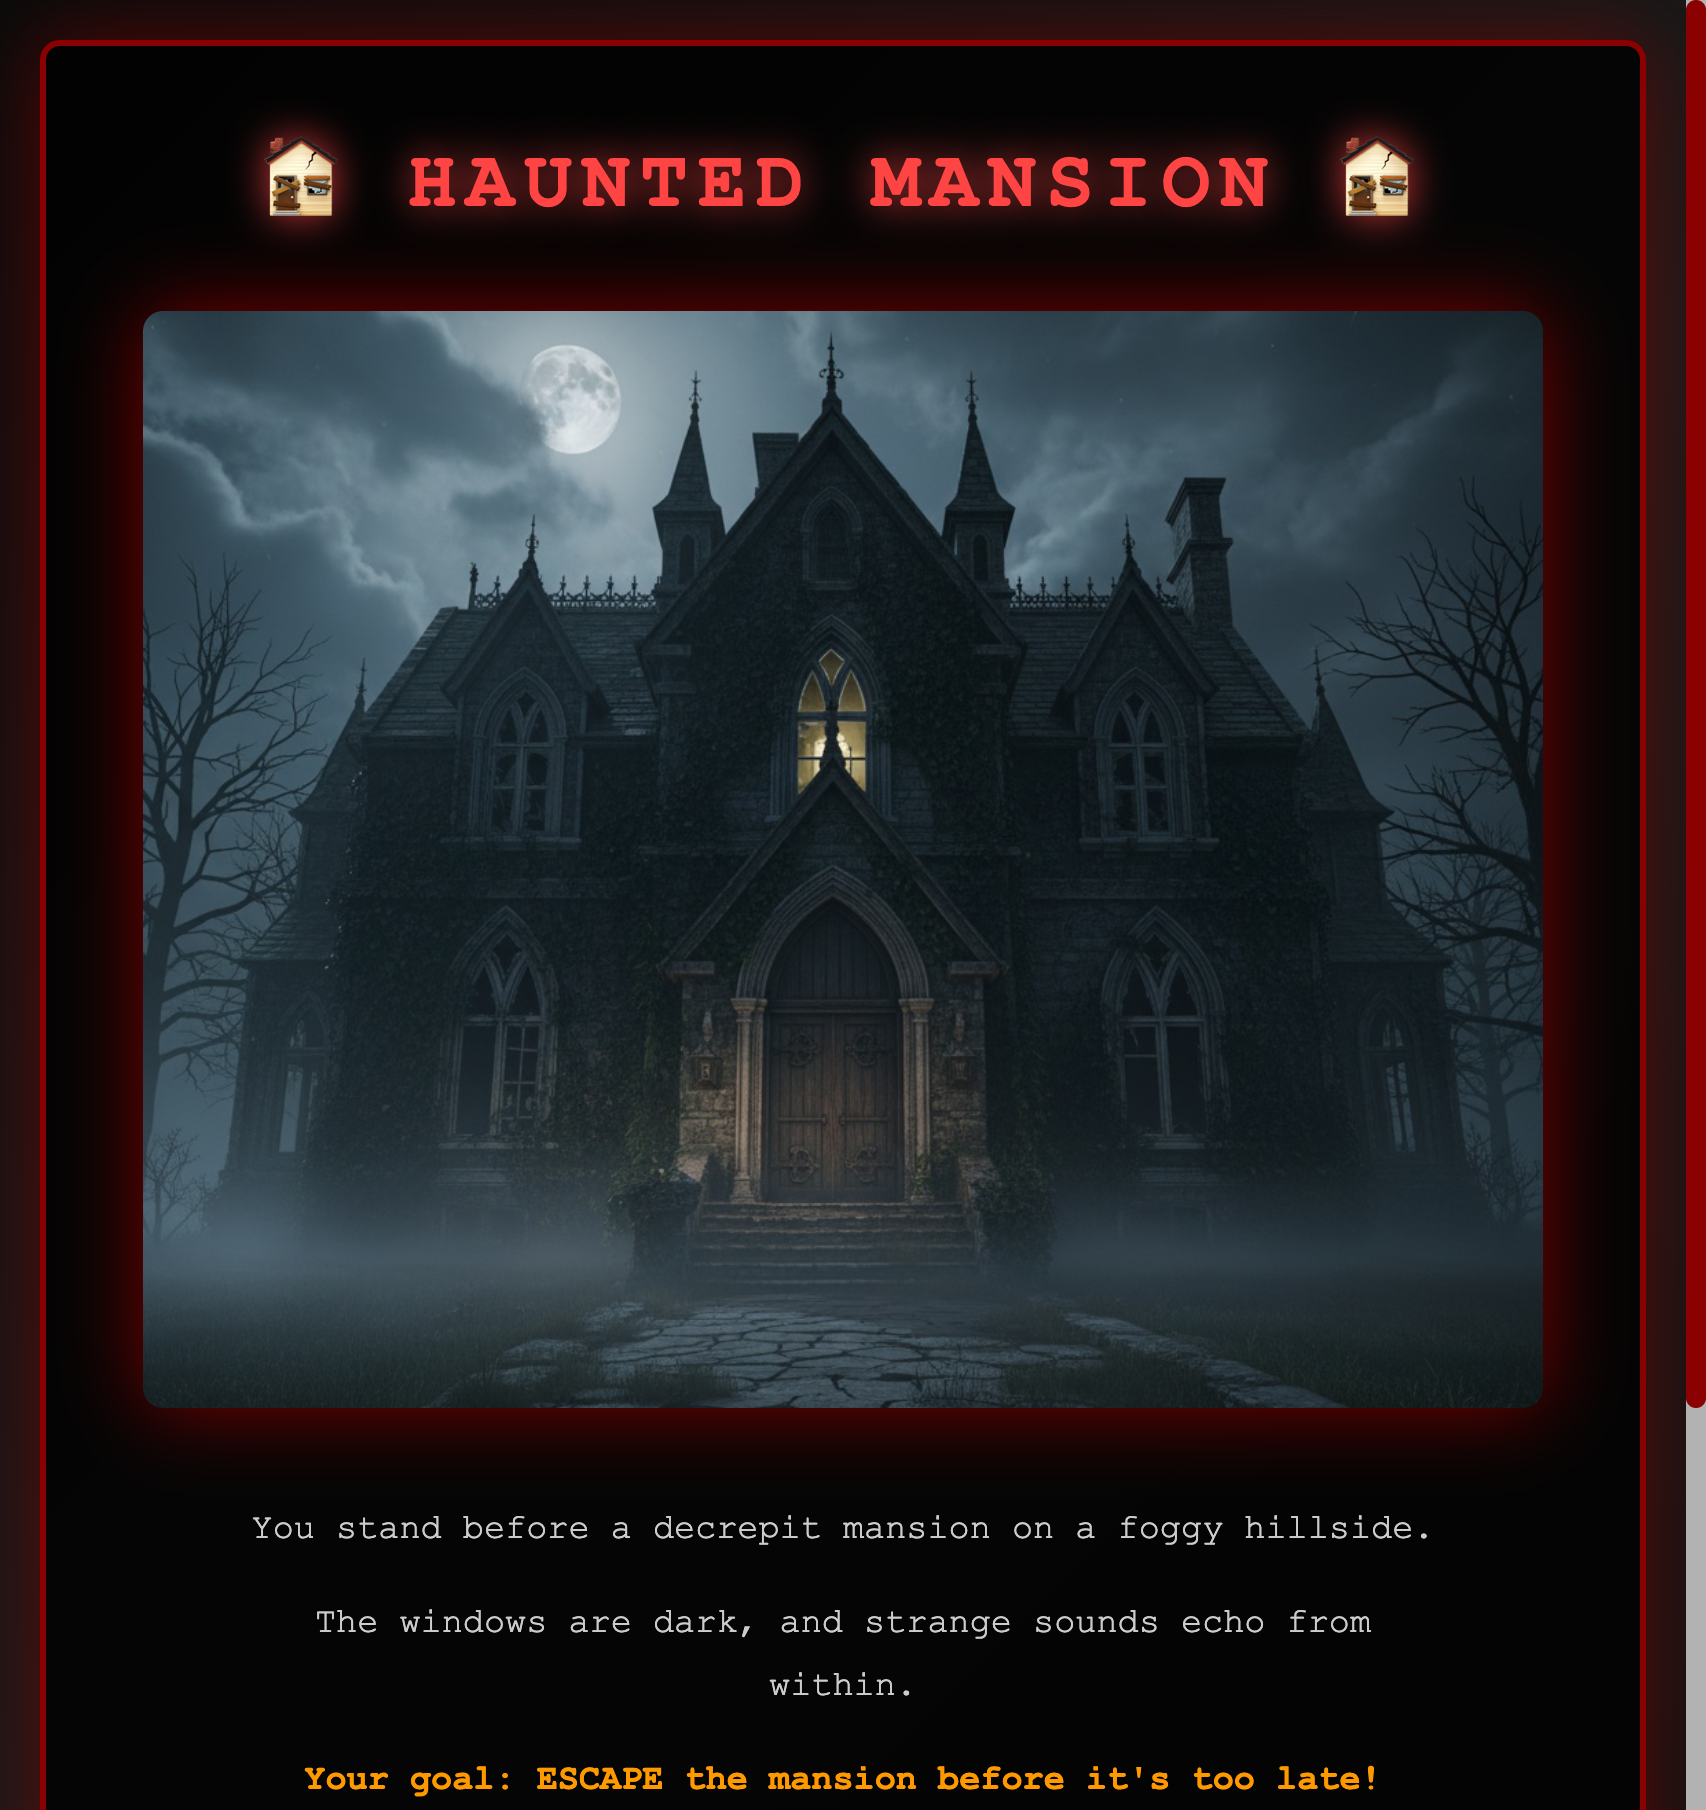 HAUNTED MANSION
You stand before a decrepit mansion on a foggy hillside.
The windows are dark, and strange sounds echo from
within.
Your goal: ESCAPE the mansion before it's too late!